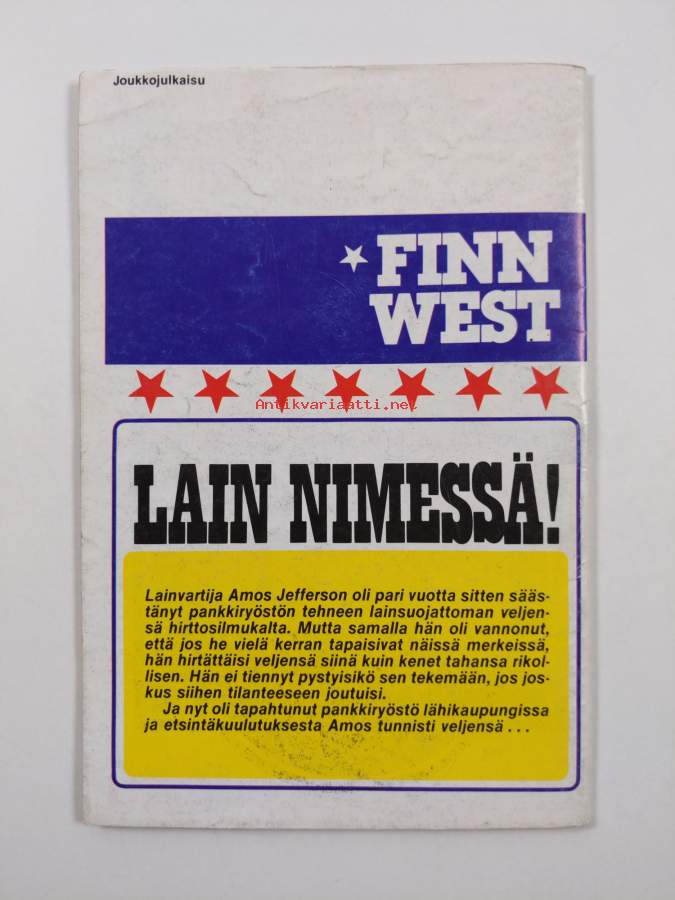 Joukkojulkaisu
FINN
WEST
Antikvariaatti.net
LAIN NIMESSÄ!
Lainvartija Amos Jefferson oli pari vuotta sitten sääs-
tänyt pankkiryöstön tehneen lainsuojattoman veljen-
sä hirttosilmukalta. Mutta samalla hän oli vannonut,
että jos he vielä kerran tapaisivat näissä merkeissä,
hän hirtättäisi veljensä siinä kuin kenet tahansa rikol-
lisen. Hän ei tiennyt pystyisikö sen tekemään, jos jos-
kus siihen tilanteeseen joutuisi.
Ja nyt oli tapahtunut pankkiryöstö lähikaupungissa
ja etsintäkuulutuksesta Amos tunnisti veljensä ...